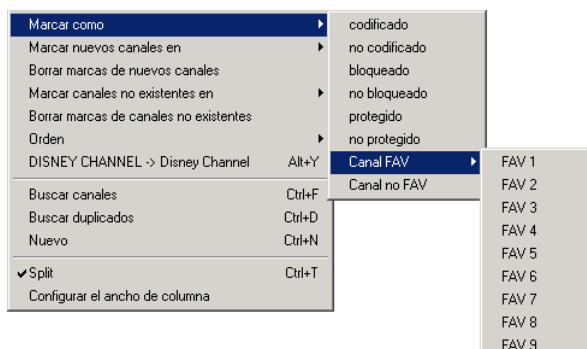 Marcar como
Marcar nuevos canales en
Borrar marcas de nuevos canales
Marcar canales no existentes en
Borrar marcas de canales no existentes
Orden
DISNEY CHANNEL -> Disney Channel Alt+Y
Buscar canales Ctrl+F
Buscar duplicados Ctrl+D
Nuevo Ctrl+N
Split Ctrl+T
Configurar el ancho de columna
codificado
no codificado
bloqueado
no bloqueado
protegido
no protegido
Canal FAV
Canal no FAV
FAV 1
FAV 2
FAV 3
FAV 4
FAV 5
FAV 6
FAV 7
FAV 8
FAV 9